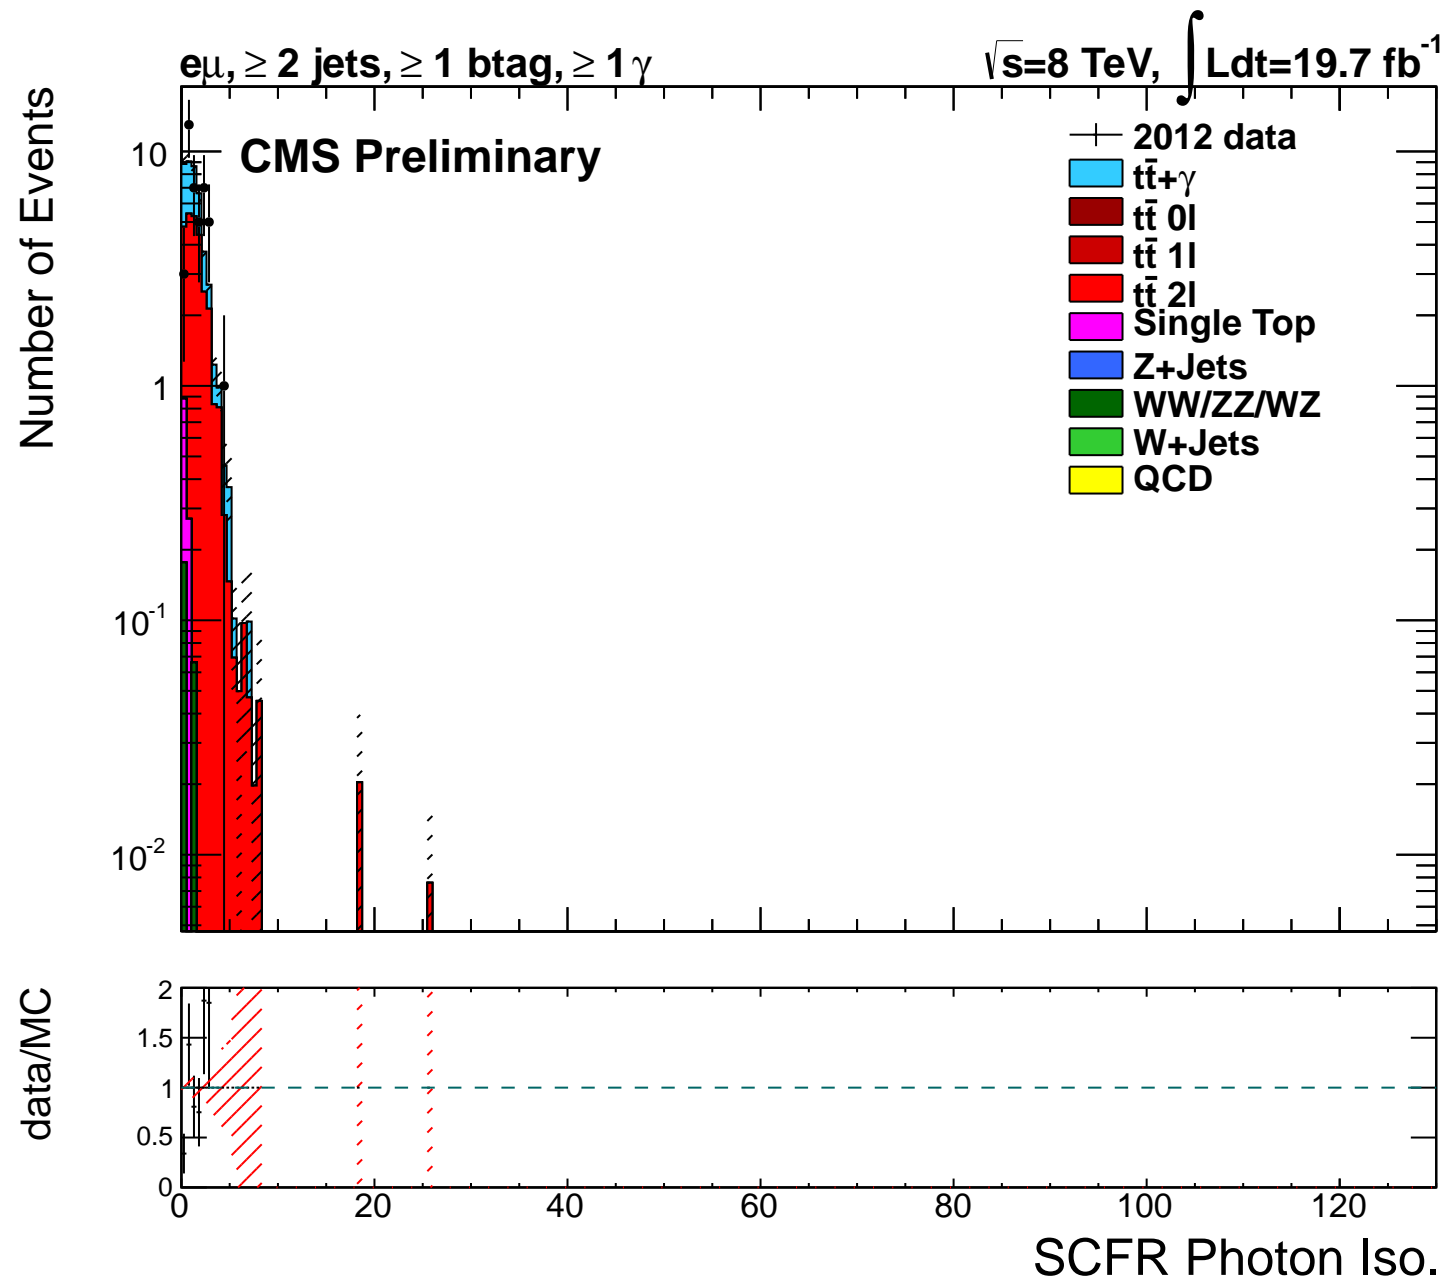 eμ, ≥ 2 jets, ≥ 1 btag, ≥ 1 γ
√s=8 TeV, ∫Ldt=19.7 fb⁻¹
CMS Preliminary
2012 data
tt̄+γ
tt̄ 0l
tt̄ 1l
tt̄ 2l
Single Top
Z+Jets
WW/ZZ/WZ
W+Jets
QCD
Number of Events
10
1
10⁻¹
10⁻²
data/MC
2
1.5
1
0.5
0
0 20 40 60 80 100 120
SCFR Photon Iso.